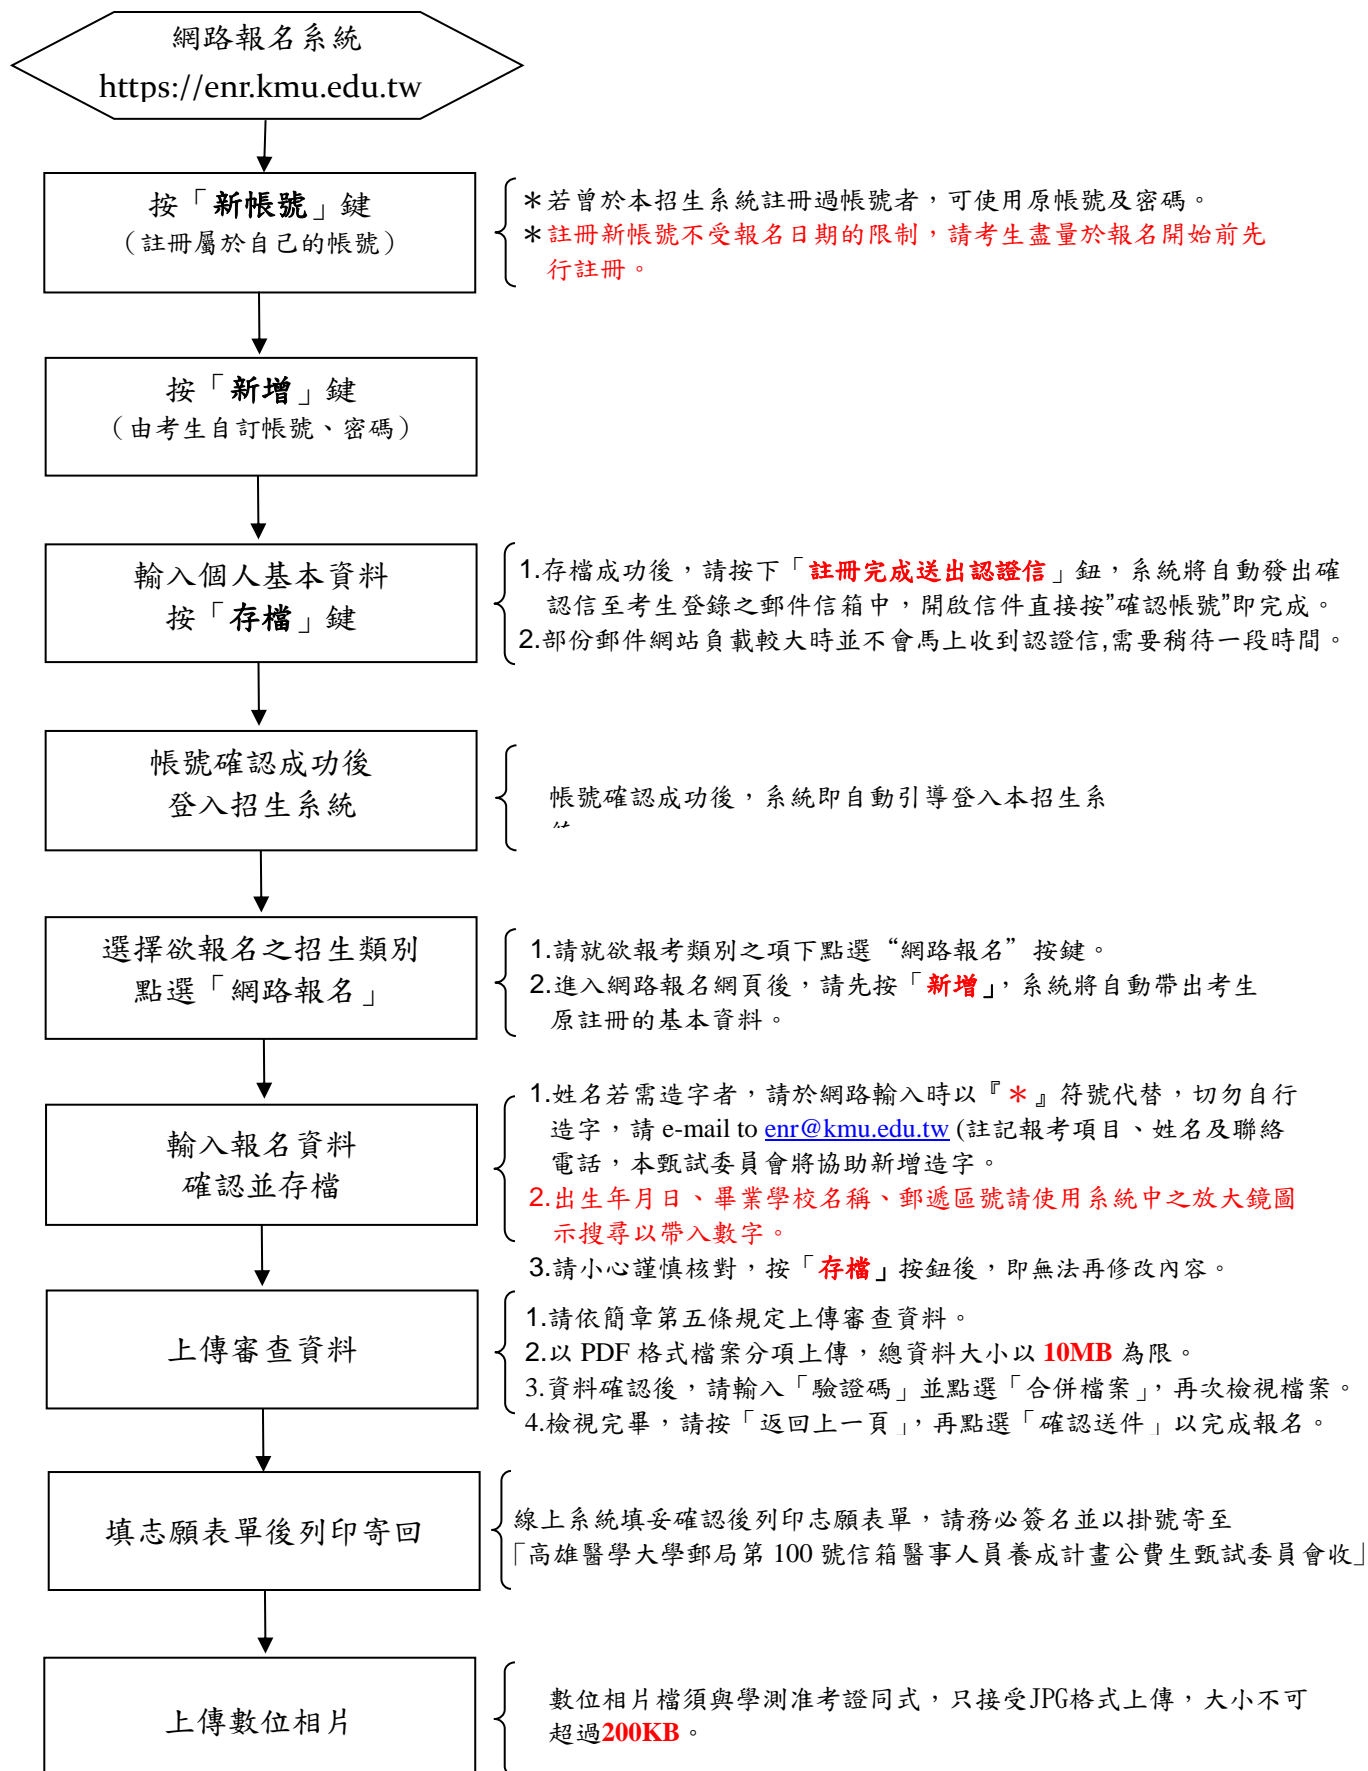 網路報名系統
https://enr.kmu.edu.tw
按「新帳號」鍵
（註冊屬於自己的帳號）
＊若曾於本招生系統註冊過帳號者，可使用原帳號及密碼。
＊註冊新帳號不受報名日期的限制，請考生盡量於報名開始前先
行註冊。
按「新增」鍵
（由考生自訂帳號、密碼）
輸入個人基本資料
按「存檔」鍵
1.存檔成功後，請按下「註冊完成送出認證信」鈕，系統將自動發出確
認信至考生登錄之郵件信箱中，開啟信件直接按”確認帳號”即完成。
2.部份郵件網站負載較大時並不會馬上收到認證信,需要稍待一段時間。
帳號確認成功後
登入招生系統
帳號確認成功後，系統即自動引導登入本招生系
選擇欲報名之招生類別
點選「網路報名」
1.請就欲報考類別之項下點選“網路報名”按鍵。
2.進入網路報名網頁後，請先按「新增」，系統將自動帶出考生
原註冊的基本資料。
輸入報名資料
確認並存檔
1.姓名若需造字者，請於網路輸入時以『＊』符號代替，切勿自行
造字，請 e-mail to enr@kmu.edu.tw (註記報考項目、姓名及聯絡
電話，本甄試委員會將協助新增造字。
2.出生年月日、畢業學校名稱、郵遞區號請使用系統中之放大鏡圖
示搜尋以帶入數字。
3.請小心謹慎核對，按「存檔」按鈕後，即無法再修改內容。
上傳審查資料
1.請依簡章第五條規定上傳審查資料。
2.以 PDF 格式檔案分項上傳，總資料大小以 10MB 為限。
3.資料確認後，請輸入「驗證碼」並點選「合併檔案」，再次檢視檔案。
4.檢視完畢，請按「返回上一頁」，再點選「確認送件」以完成報名。
填志願表單後列印寄回
線上系統填妥確認後列印志願表單，請務必簽名並以掛號寄至
「高雄醫學大學郵局第 100 號信箱醫事人員養成計畫公費生甄試委員會收」
上傳數位相片
數位相片檔須與學測准考證同式，只接受JPG格式上傳，大小不可
超過200KB。